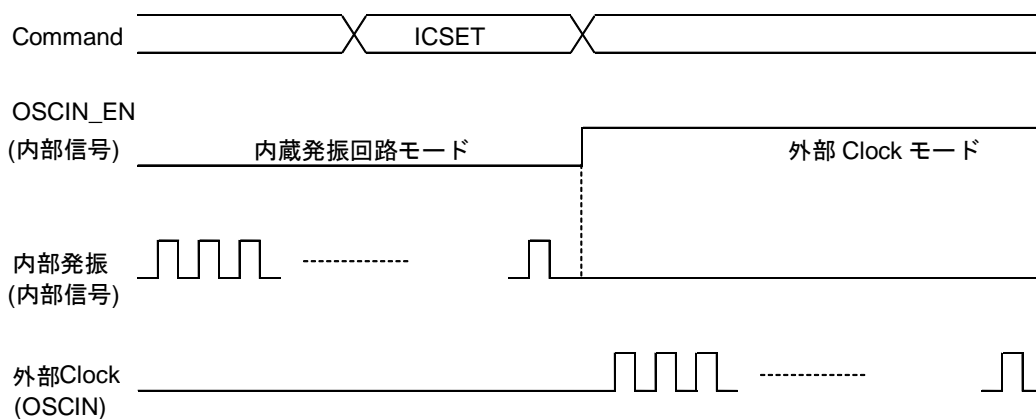 Command
ICSET
OSCIN_EN
(内部信号)
内蔵発振回路モード
外部 Clock モード
内部発振
(内部信号)
外部Clock
(OSCIN)